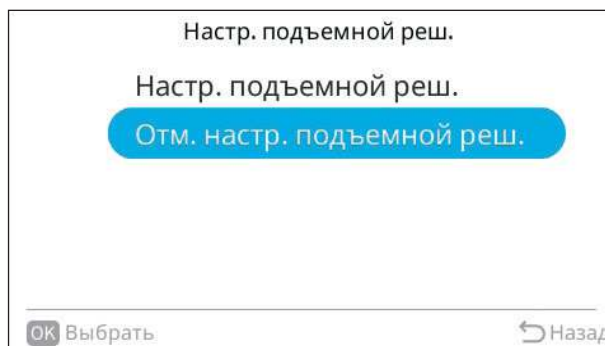 Настр. подъемной реш.
Настр. подъемной реш.
Отм. настр. подъемной реш.
OK Выбрать
Назад